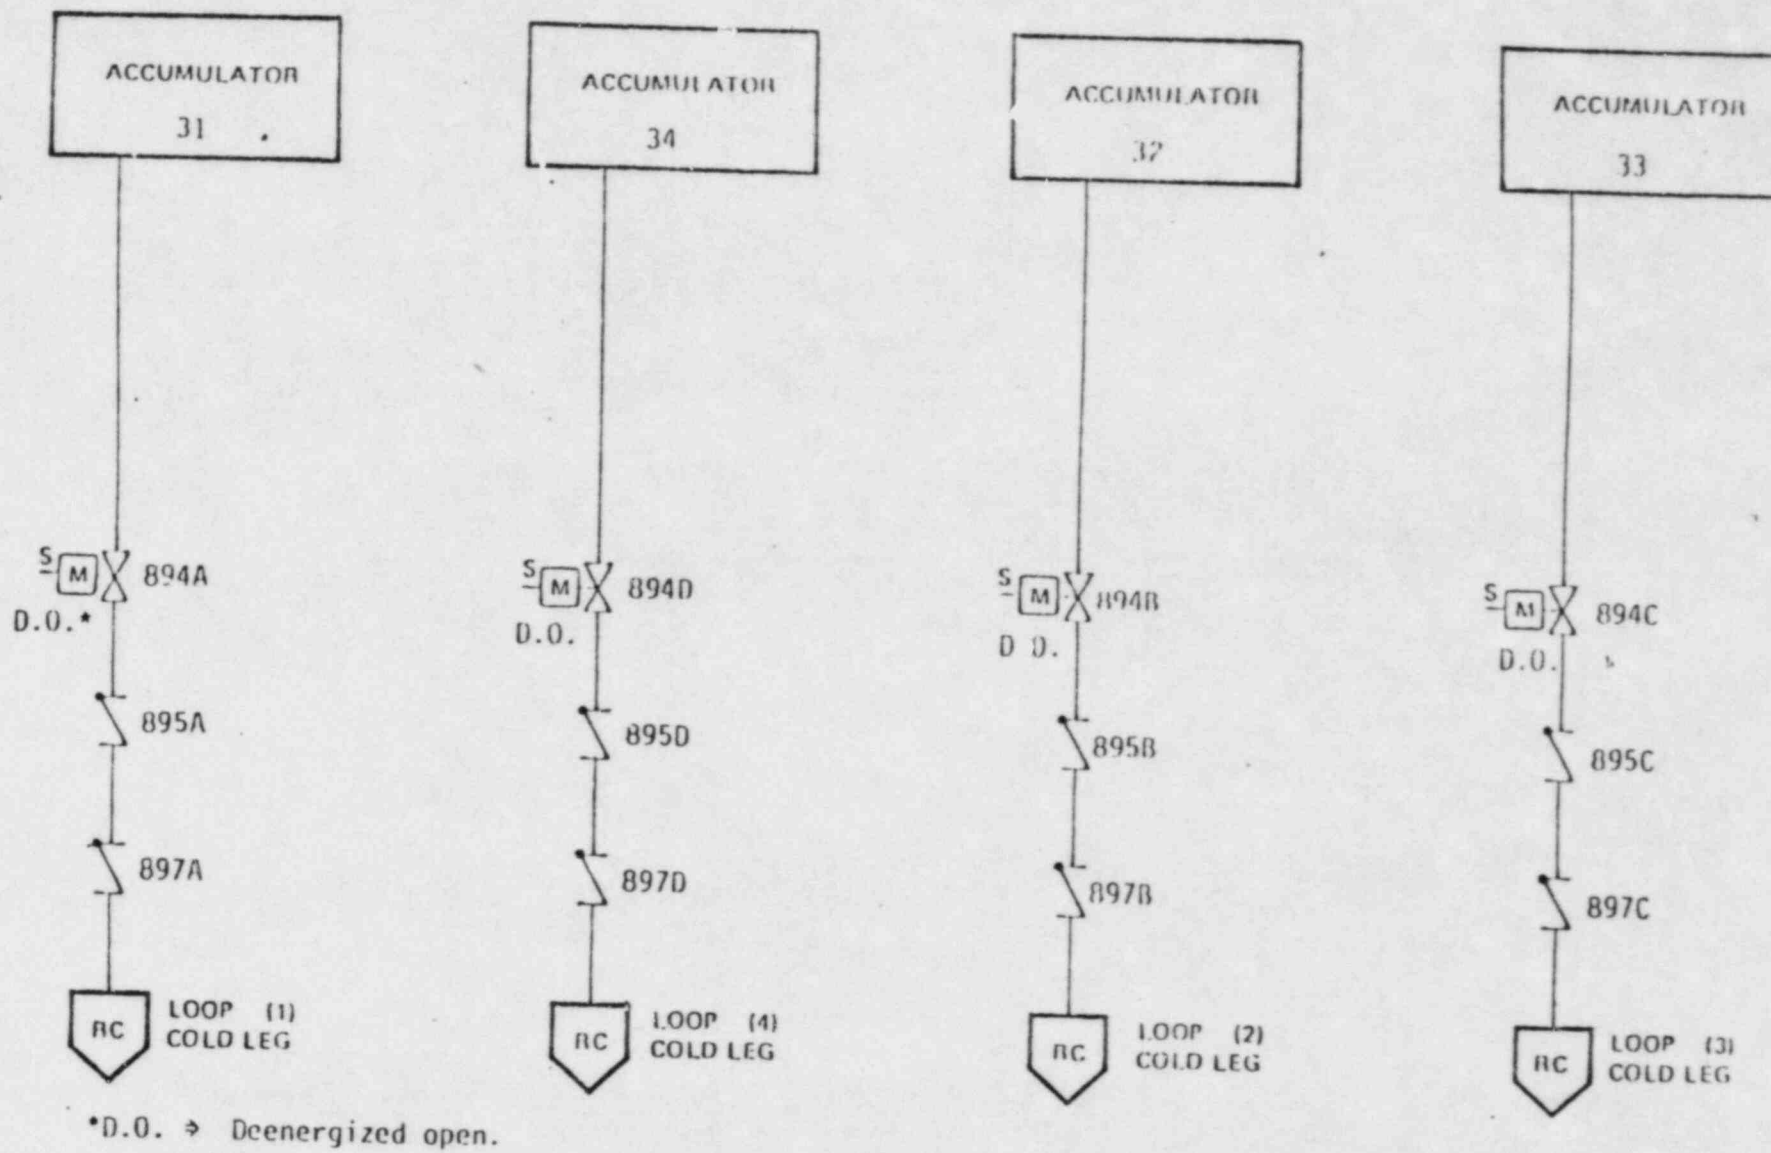 ACCUMULATOR
31
ACCUMULATOR
34
ACCUMULATOR
32
ACCUMULATOR
33
S
M
894A
D.O.*
S
M
894D
D.O.
S
M
894B
D O.
S
M
894C
D.O.
895A
895D
895B
895C
897A
897D
897B
897C
RC
LOOP (1)
COLD LEG
RC
LOOP (4)
COLD LEG
RC
LOOP (2)
COLD LEG
RC
LOOP (3)
COLD LEG
*D.O. ⇒ Deenergized open.